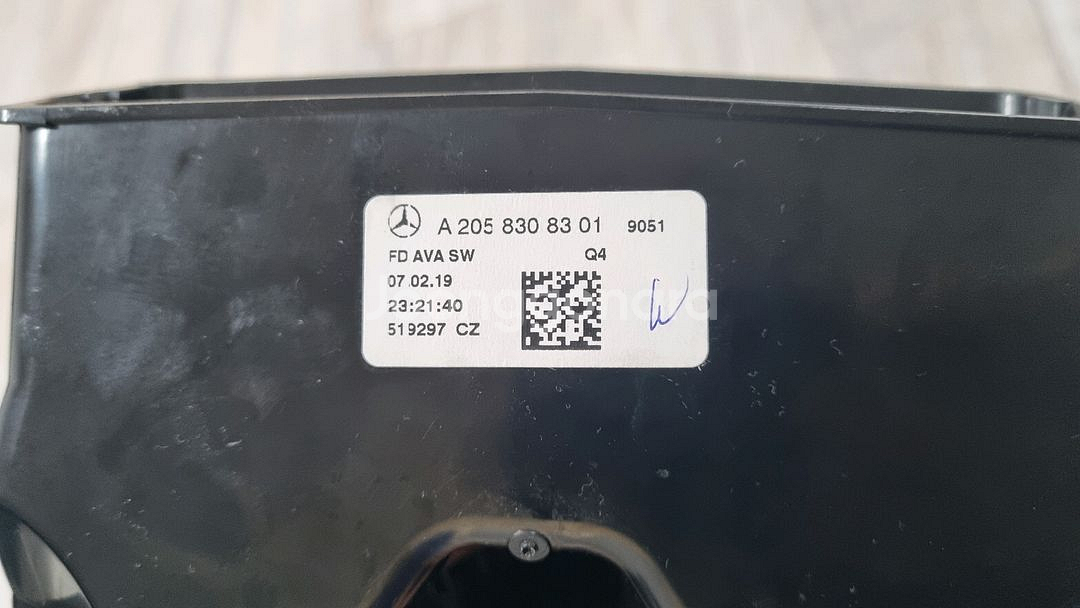 A 205 830 83 01 9051
FD AVA SW Q4
07.02.19
23:21:40
519297 CZ